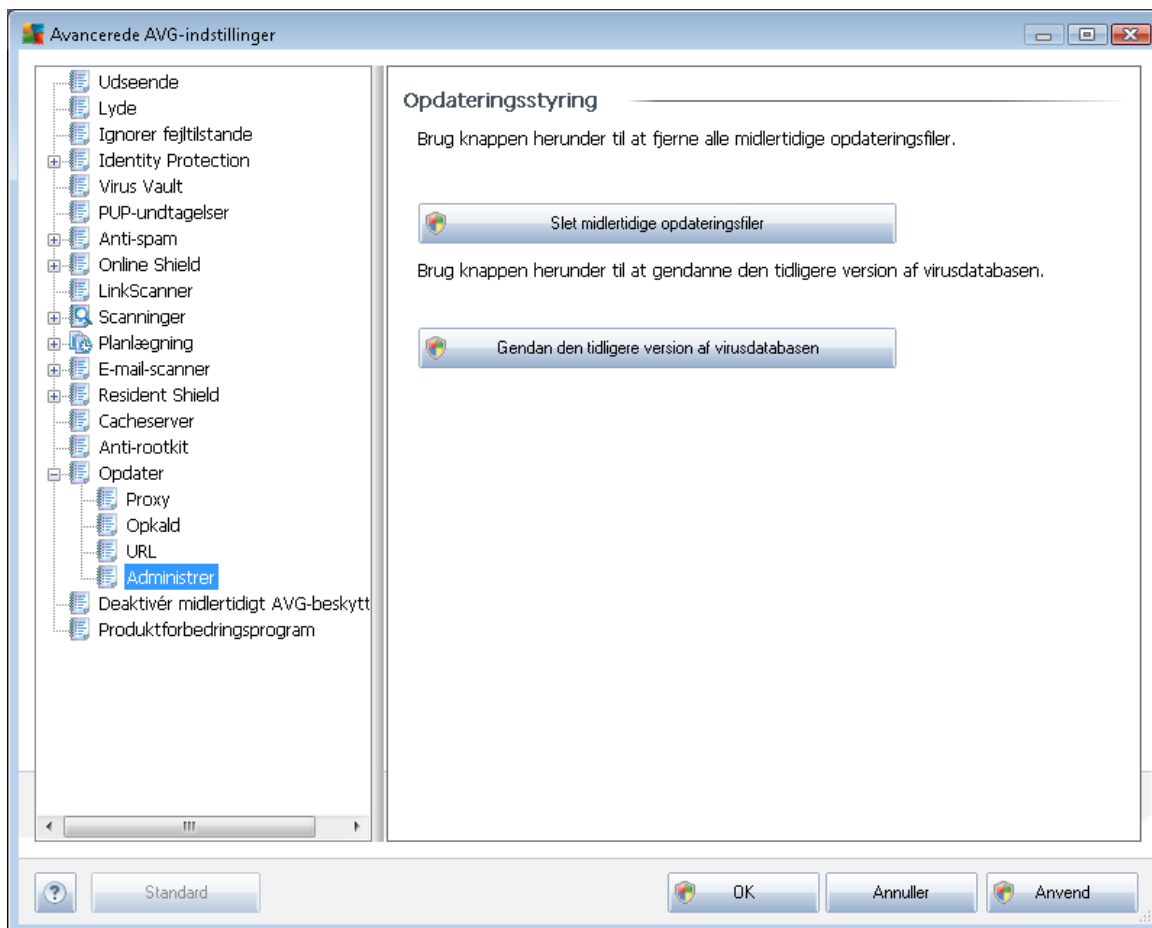 Avancerede AVG-indstillinger
Udseende
Lyde
Ignorer fejltilstande
Identity Protection
Virus Vault
PUP-undtagelser
Anti-spam
Online Shield
LinkScanner
Scanninger
Planlægning
E-mail-scanner
Resident Shield
Cacheserver
Anti-rootkit
Opdater
Proxy
Opkald
URL
Administrer
Deaktivér midlertidigt AVG-beskytt
Produktforbedringsprogram
Opdateringsstyring
Brug knappen herunder til at fjerne alle midlertidige opdateringsfiler.
Slet midlertidige opdateringsfiler
Brug knappen herunder til at gendanne den tidligere version af virusdatabasen.
Gendan den tidligere version af virusdatabasen
? Standard OK Annuller Anvend